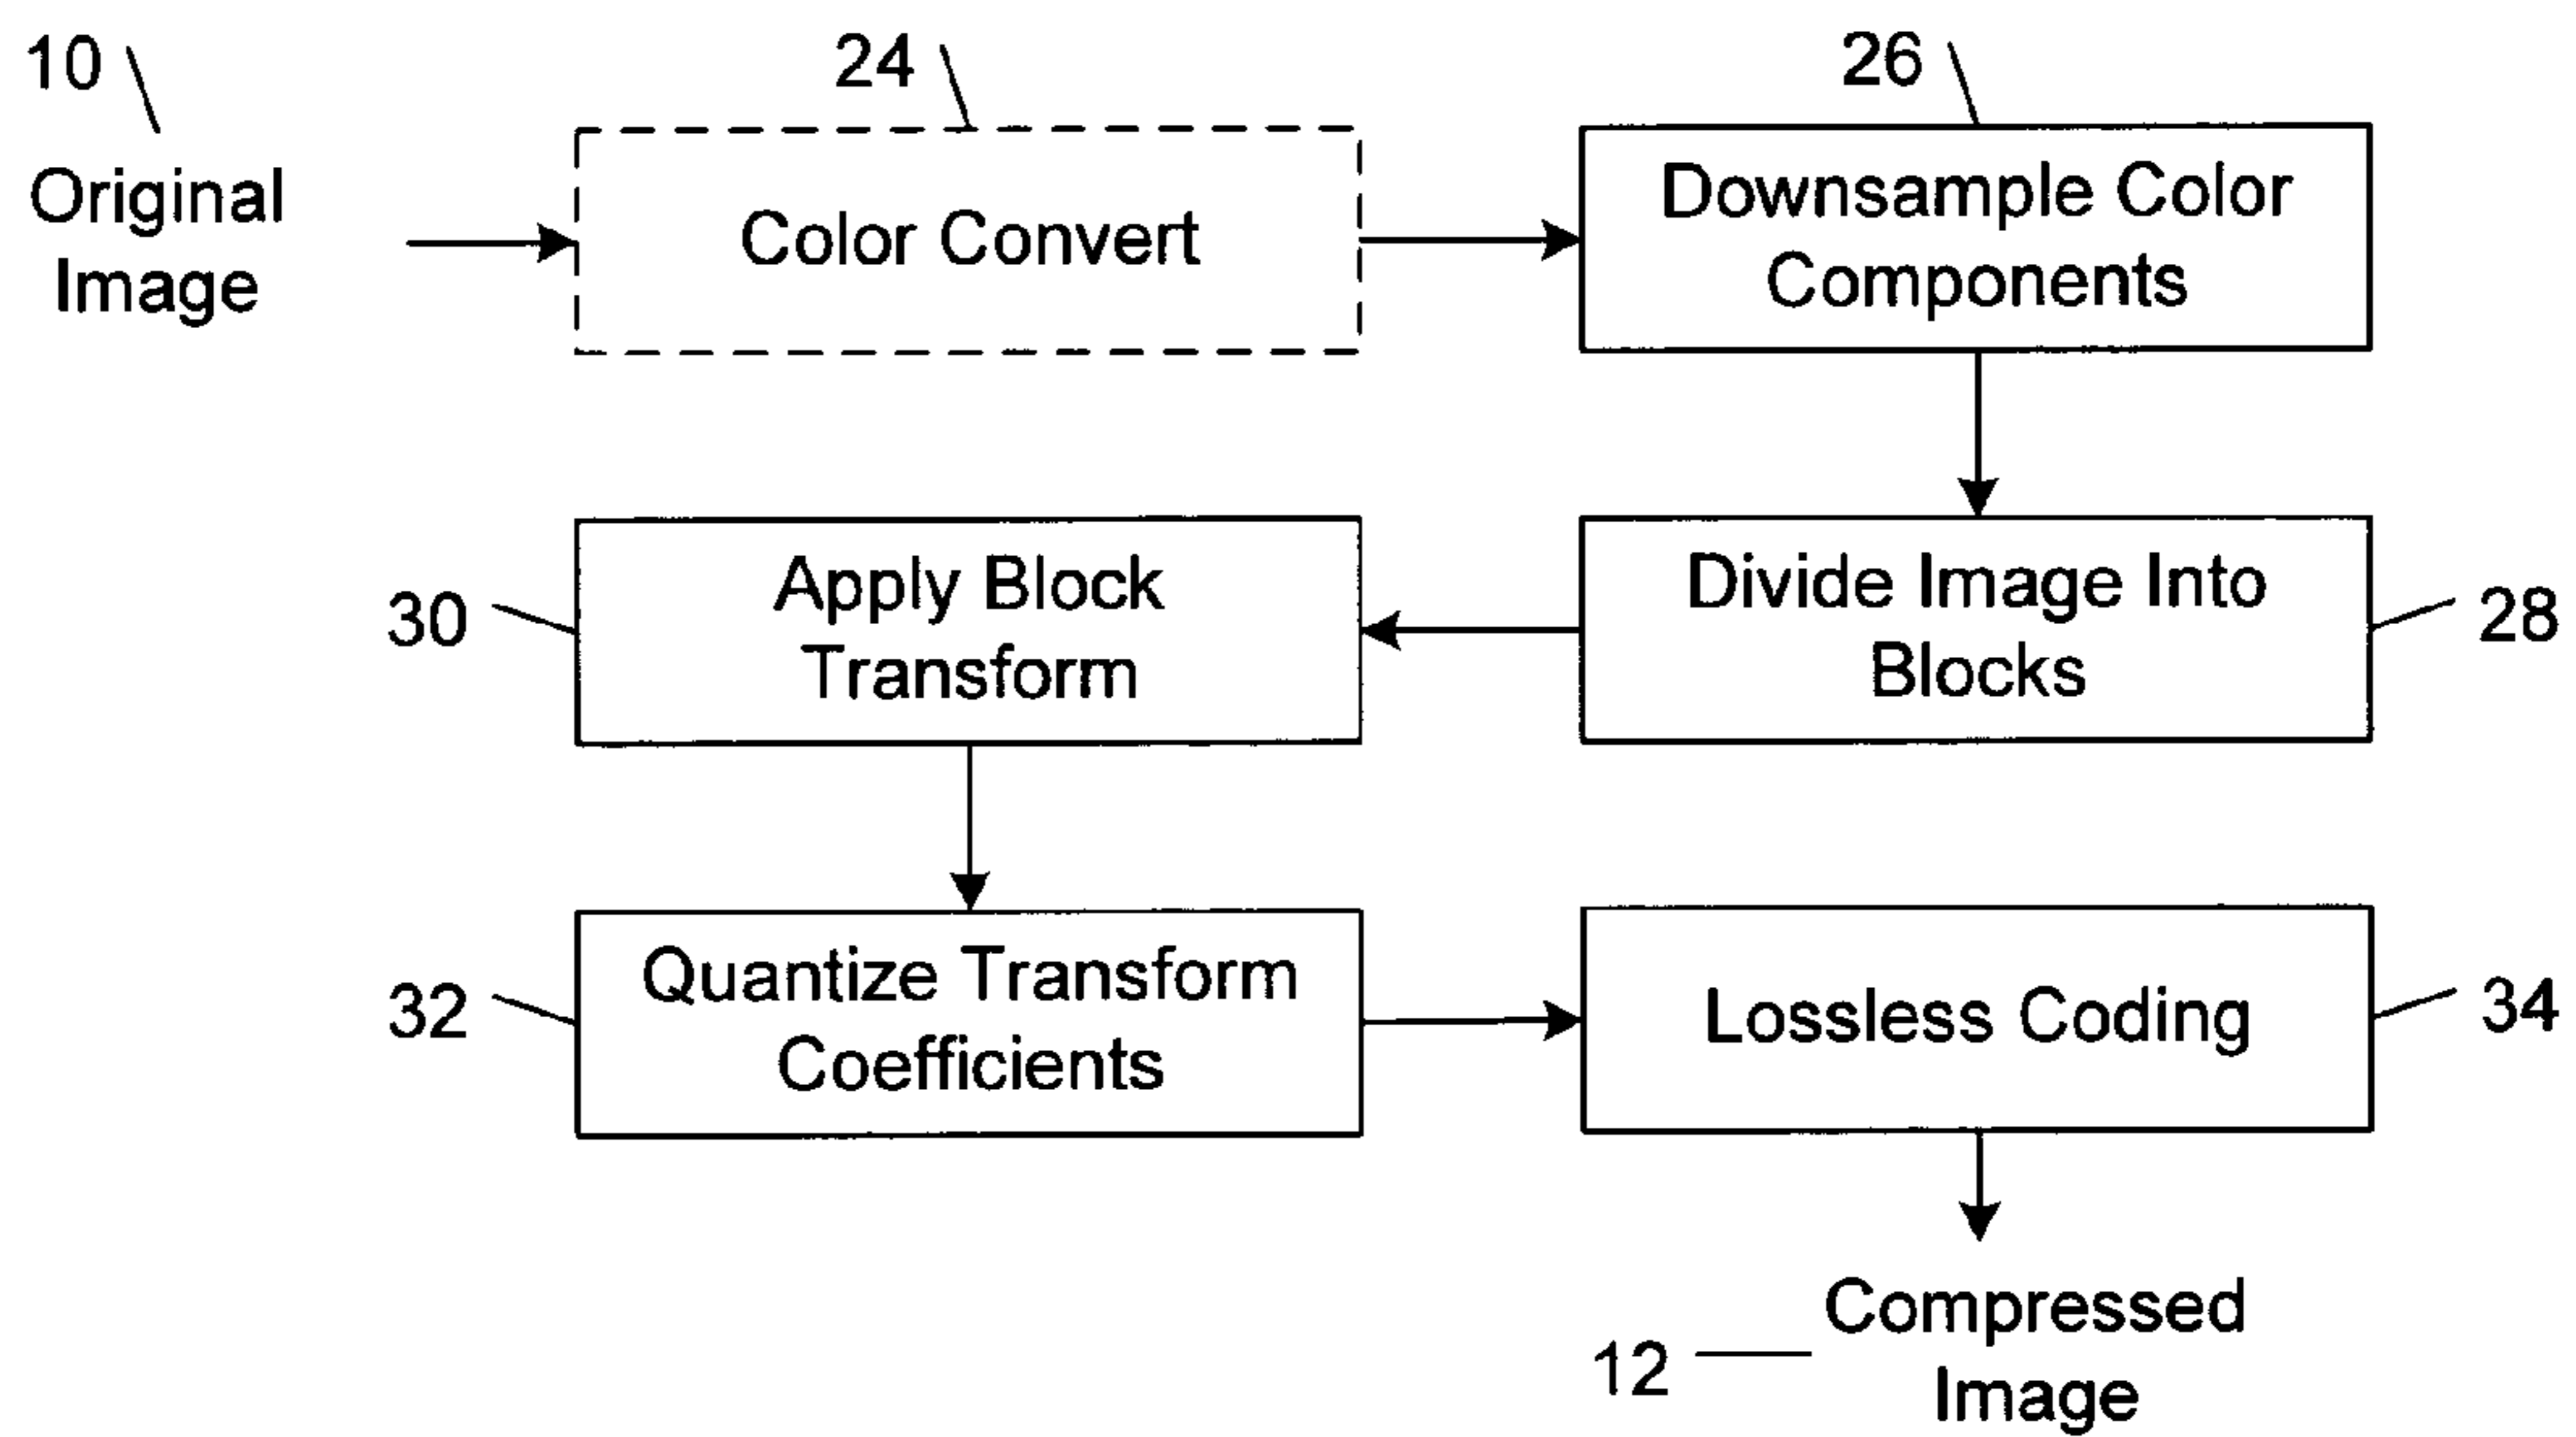 10
Original
Image
24
Color Convert
26
Downsample Color
Components
30
Apply Block
Transform
Divide Image Into
Blocks
28
32
Quantize Transform
Coefficients
Lossless Coding
34
12
Compressed
Image